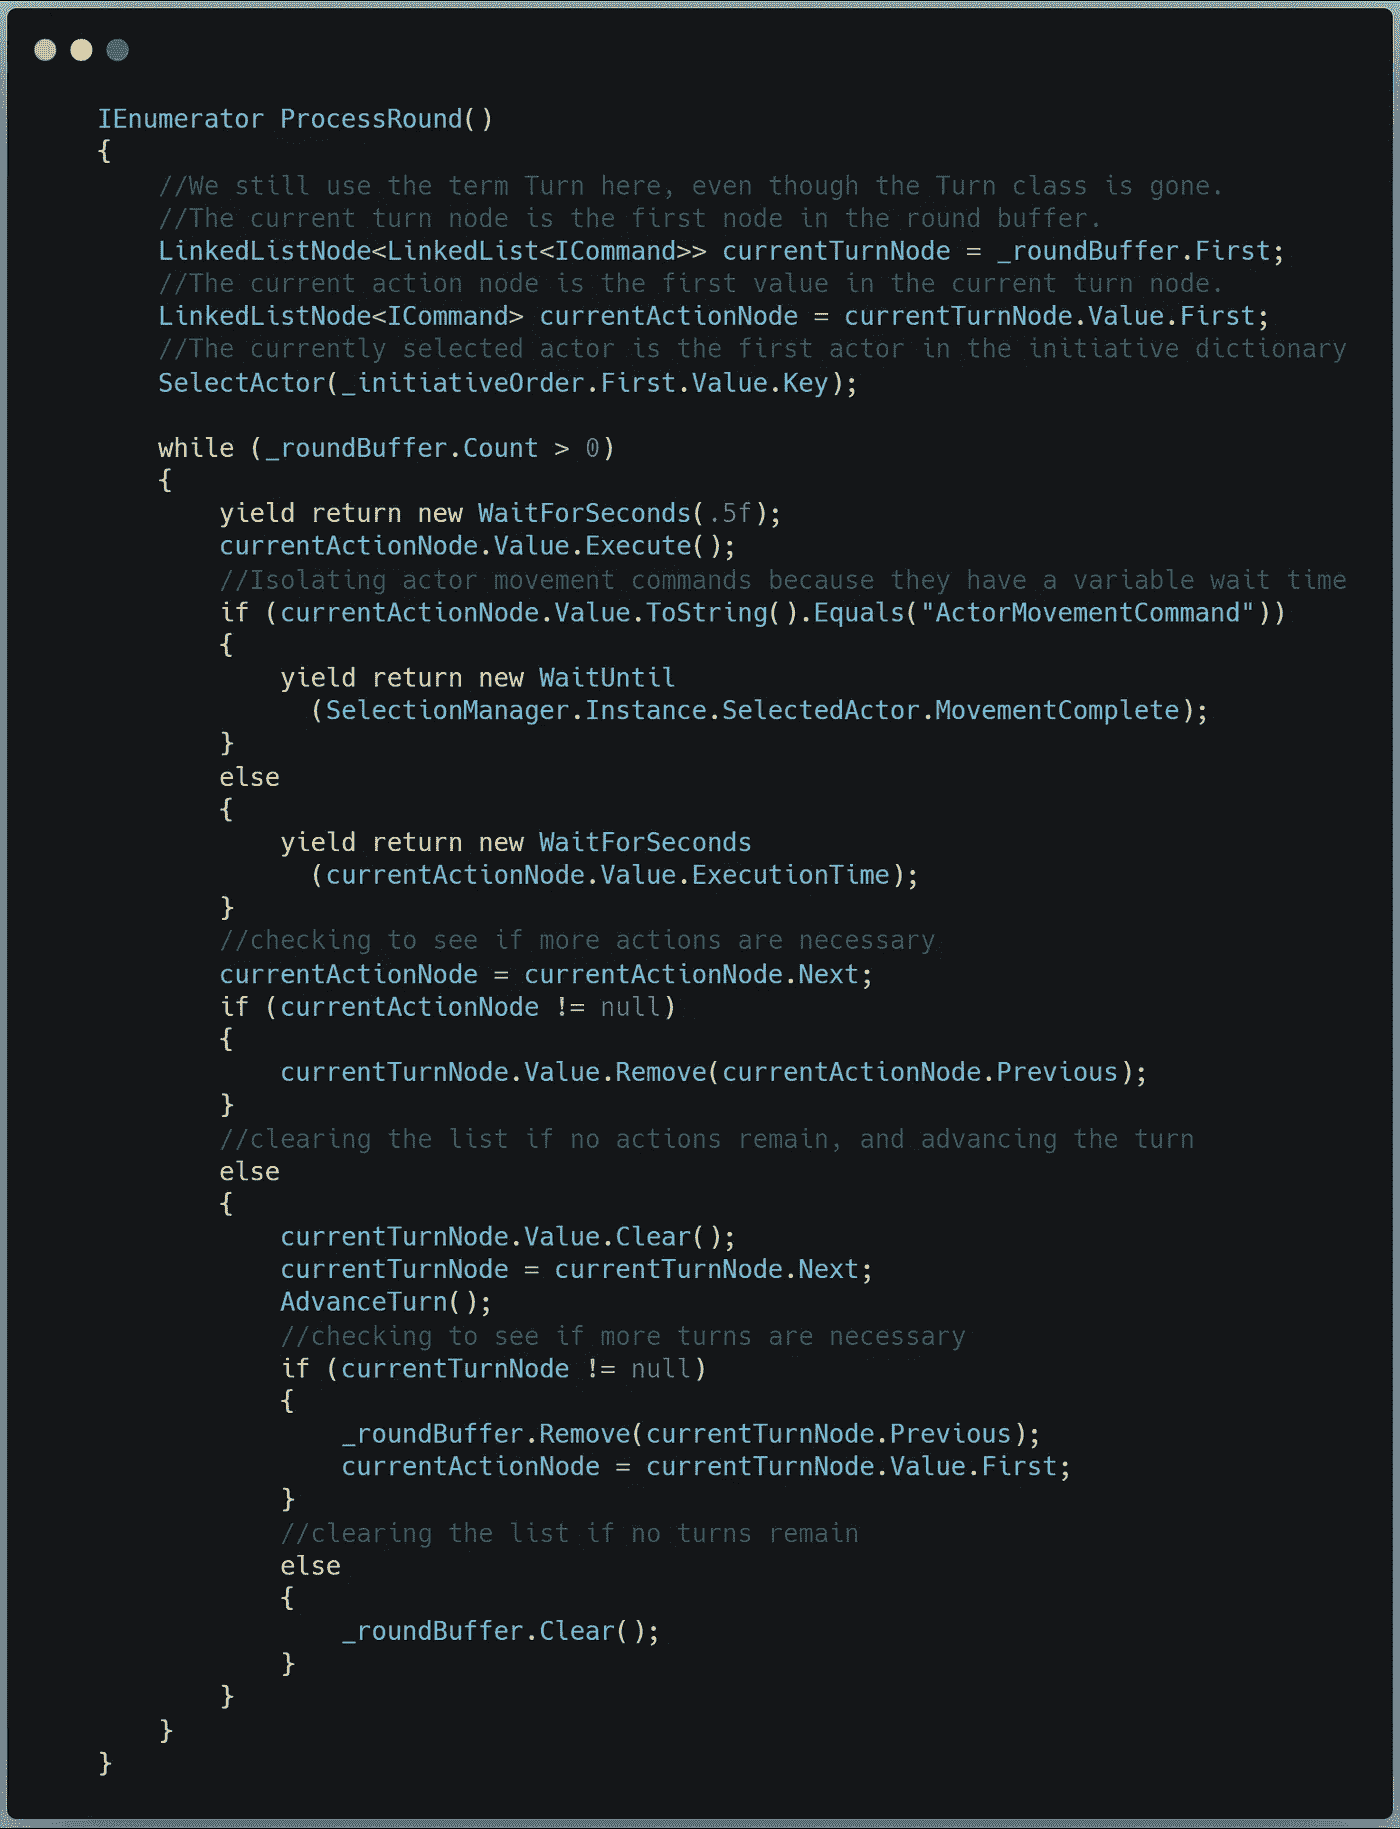 IEnumerator ProcessRound()
{
    //We still use the term Turn here, even though the Turn class is gone.
    //The current turn node is the first node in the round buffer.
    LinkedListNode<LinkedList<ICommand>> currentTurnNode = _roundBuffer.First;
    //The current action node is the first value in the current turn node.
    LinkedListNode<ICommand> currentActionNode = currentTurnNode.Value.First;
    //The currently selected actor is the first actor in the initiative dictionary
    SelectActor(_initiativeOrder.First.Value.Key);

    while (_roundBuffer.Count > 0)
    {
        yield return new WaitForSeconds(.5f);
        currentActionNode.Value.Execute();
        //Isolating actor movement commands because they have a variable wait time
        if (currentActionNode.Value.ToString().Equals("ActorMovementCommand"))
        {
            yield return new WaitUntil
              (SelectionManager.Instance.SelectedActor.MovementComplete);
        }
        else
        {
            yield return new WaitForSeconds
              (currentActionNode.Value.ExecutionTime);
        }
        //checking to see if more actions are necessary
        currentActionNode = currentActionNode.Next;
        if (currentActionNode != null)
        {
            currentTurnNode.Value.Remove(currentActionNode.Previous);
        }
        //clearing the list if no actions remain, and advancing the turn
        else
        {
            currentTurnNode.Value.Clear();
            currentTurnNode = currentTurnNode.Next;
            AdvanceTurn();
            //checking to see if more turns are necessary
            if (currentTurnNode != null)
            {
                _roundBuffer.Remove(currentTurnNode.Previous);
                currentActionNode = currentTurnNode.Value.First;
            }
            //clearing the list if no turns remain
            else
            {
                _roundBuffer.Clear();
            }
        }
    }
}